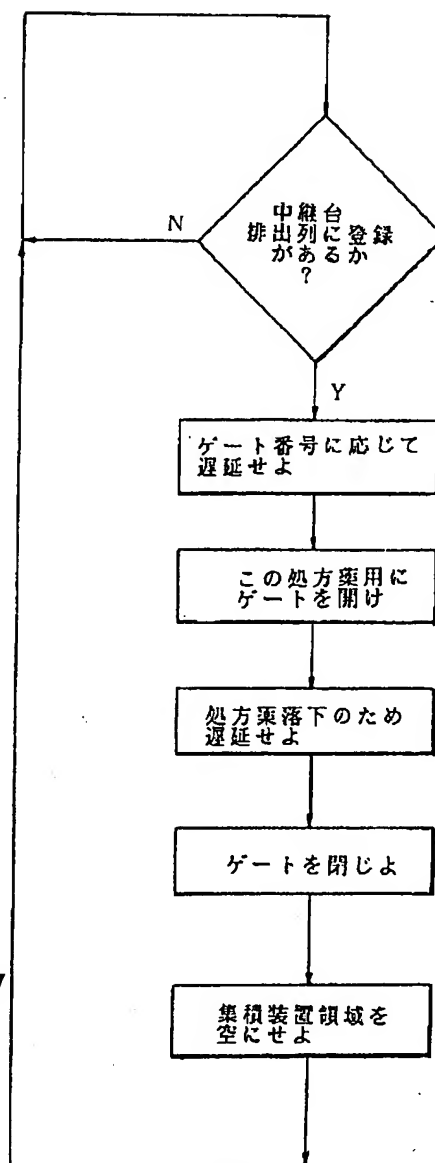 中継台
排出列に登録
があるか
?
N
Y
ゲート番号に応じて
遅延せよ
この処方薬用に
ゲートを開け
処方薬落下のため
遅延せよ
ゲートを閉じよ
集積装置領域を
空にせよ